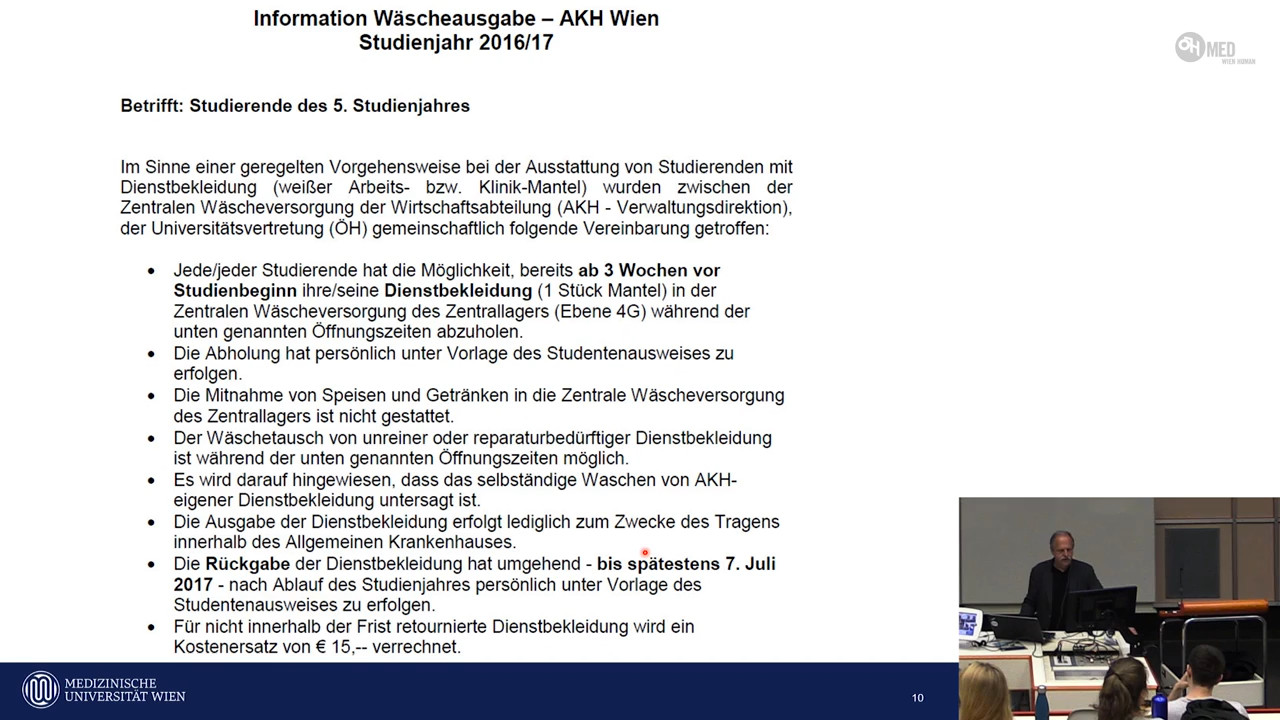 Information Wäscheausgabe – AKH Wien
Studienjahr 2016/17
ÖH MED
WIEN HUMAN
Betrifft: Studierende des 5. Studienjahres
Im Sinne einer geregelten Vorgehensweise bei der Ausstattung von Studierenden mit
Dienstbekleidung (weißer Arbeits- bzw. Klinik-Mantel) wurden zwischen der
Zentralen Wäscheversorgung der Wirtschaftsabteilung (AKH - Verwaltungsdirektion),
der Universitätsvertretung (ÖH) gemeinschaftlich folgende Vereinbarung getroffen:
• Jede/jeder Studierende hat die Möglichkeit, bereits ab 3 Wochen vor
Studienbeginn ihre/seine Dienstbekleidung (1 Stück Mantel) in der
Zentralen Wäscheversorgung des Zentrallagers (Ebene 4G) während der
unten genannten Öffnungszeiten abzuholen.
• Die Abholung hat persönlich unter Vorlage des Studentenausweises zu
erfolgen.
• Die Mitnahme von Speisen und Getränken in die Zentrale Wäscheversorgung
des Zentrallagers ist nicht gestattet.
• Der Wäschetausch von unreiner oder reparaturbedürftiger Dienstbekleidung
ist während der unten genannten Öffnungszeiten möglich.
• Es wird darauf hingewiesen, dass das selbständige Waschen von AKH-
eigener Dienstbekleidung untersagt ist.
• Die Ausgabe der Dienstbekleidung erfolgt lediglich zum Zwecke des Tragens
innerhalb des Allgemeinen Krankenhauses.
• Die Rückgabe der Dienstbekleidung hat umgehend - bis spätestens 7. Juli
2017 - nach Ablauf des Studienjahres persönlich unter Vorlage des
Studentenausweises zu erfolgen.
• Für nicht innerhalb der Frist retournierte Dienstbekleidung wird ein
Kostenersatz von € 15,-- verrechnet.
MEDIZINISCHE
UNIVERSITÄT WIEN
10